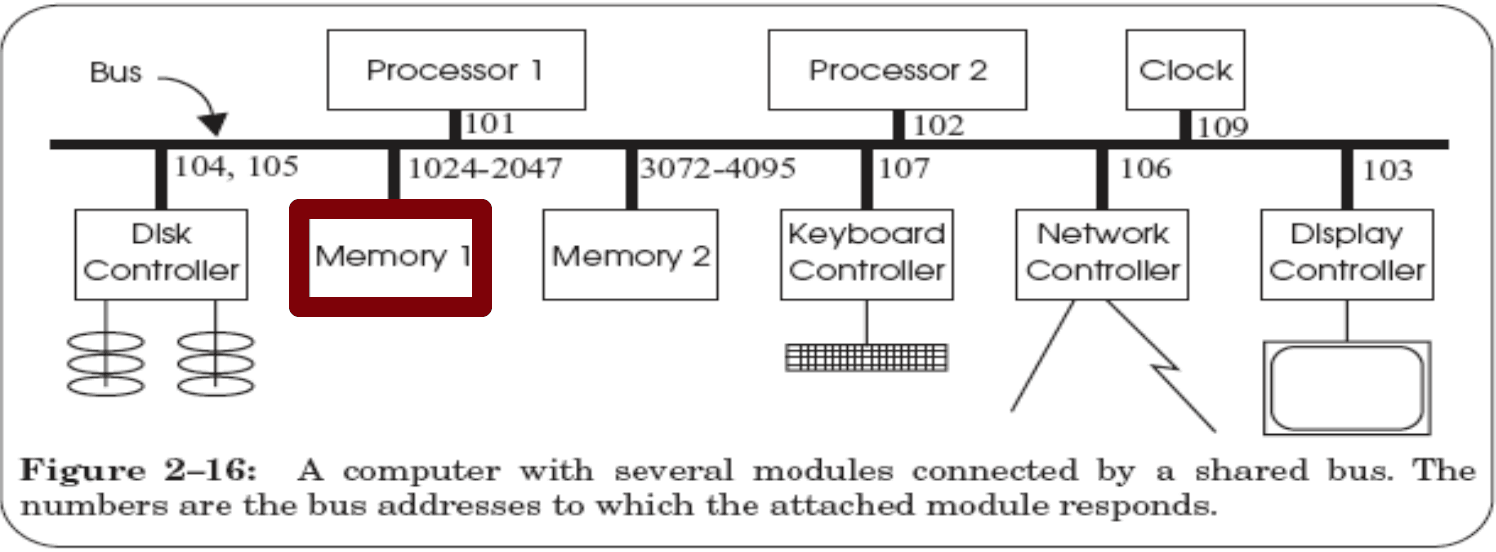 Bus
Processor 1
Processor 2
Clock
101
102
109
104, 105
1024-2047
3072-4095
107
106
103
Disk
Controller
Memory 1
Memory 2
Keyboard
Controller
Network
Controller
Display
Controller
Figure 2–16: A computer with several modules connected by a shared bus. The
numbers are the bus addresses to which the attached module responds.